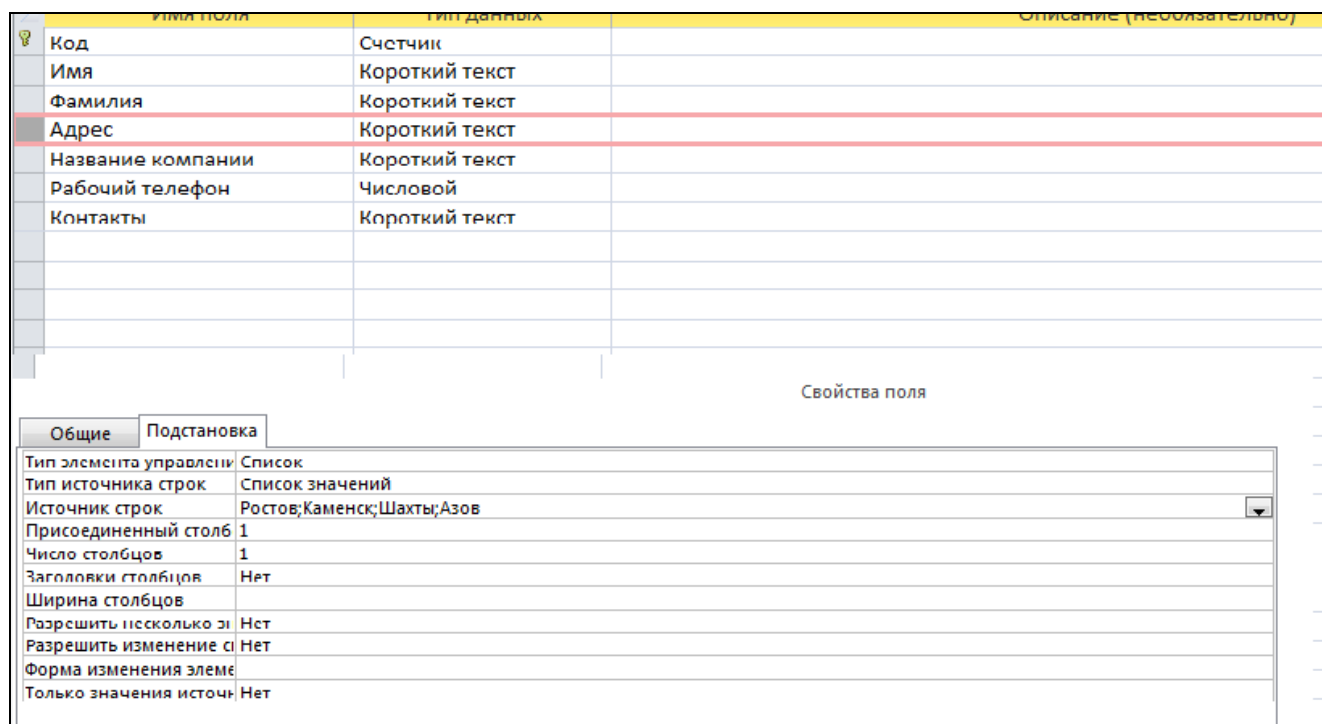 Имя поля Тип данных Описание (необязательно)
Код Счетчик
Имя Короткий текст
Фамилия Короткий текст
Адрес Короткий текст
Название компании Короткий текст
Рабочий телефон Числовой
Контакты Короткий текст
Свойства поля
Общие Подстановка
Тип элемента управлени Список
Тип источника строк Список значений
Источник строк Ростов;Каменск;Шахты;Азов
Присоединенный столб 1
Число столбцов 1
Заголовки столбцов Нет
Ширина столбцов
Разрешить несколько зн Нет
Разрешить изменение сп Нет
Форма изменения элеме
Только значения источн Нет